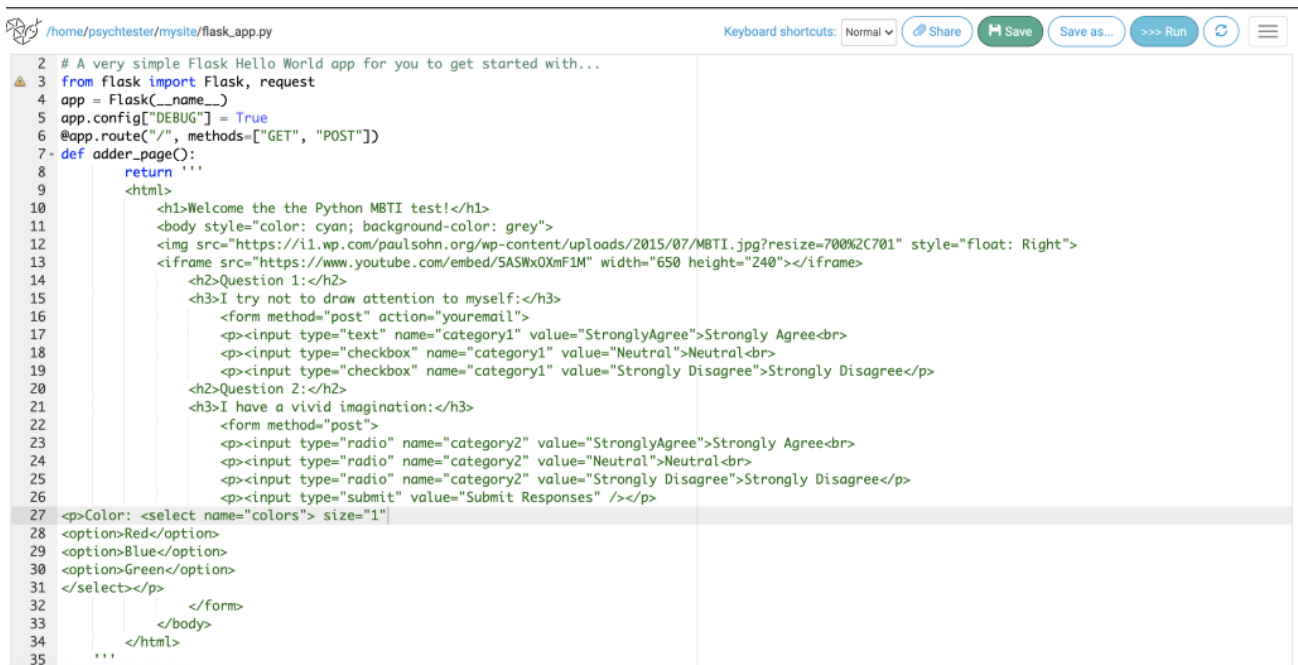 /home/psychtester/mysite/flask_app.py Keyboard shortcuts: Normal Share Save Save as... >>> Run
2 # A very simple Flask Hello World app for you to get started with...
3 from flask import Flask, request
4 app = Flask(__name__)
5 app.config["DEBUG"] = True
6 @app.route("/", methods=["GET", "POST"])
7 def adder_page():
8 return '''
9 <html>
10 <h1>Welcome the the Python MBTI test!</h1>
11 <body style="color: cyan; background-color: grey">
12 <img src="https://i1.wp.com/paulsohn.org/wp-content/uploads/2015/07/MBTI.jpg?resize=700%2C701" style="float: Right">
13 <iframe src="https://www.youtube.com/embed/5ASWxOXmF1M" width="650 height="240"></iframe>
14 <h2>Question 1:</h2>
15 <h3>I try not to draw attention to myself:</h3>
16 <form method="post" action="youremail">
17 <p><input type="text" name="category1" value="StronglyAgree">Strongly Agree<br>
18 <p><input type="checkbox" name="category1" value="Neutral">Neutral<br>
19 <p><input type="checkbox" name="category1" value="Strongly Disagree">Strongly Disagree</p>
20 <h2>Question 2:</h2>
21 <h3>I have a vivid imagination:</h3>
22 <form method="post">
23 <p><input type="radio" name="category2" value="StronglyAgree">Strongly Agree<br>
24 <p><input type="radio" name="category2" value="Neutral">Neutral<br>
25 <p><input type="radio" name="category2" value="Strongly Disagree">Strongly Disagree</p>
26 <p><input type="submit" value="Submit Responses" /></p>
27 <p>Color: <select name="colors"> size="1"
28 <option>Red</option>
29 <option>Blue</option>
30 <option>Green</option>
31 </select></p>
32 </form>
33 </body>
34 </html>
35 '''